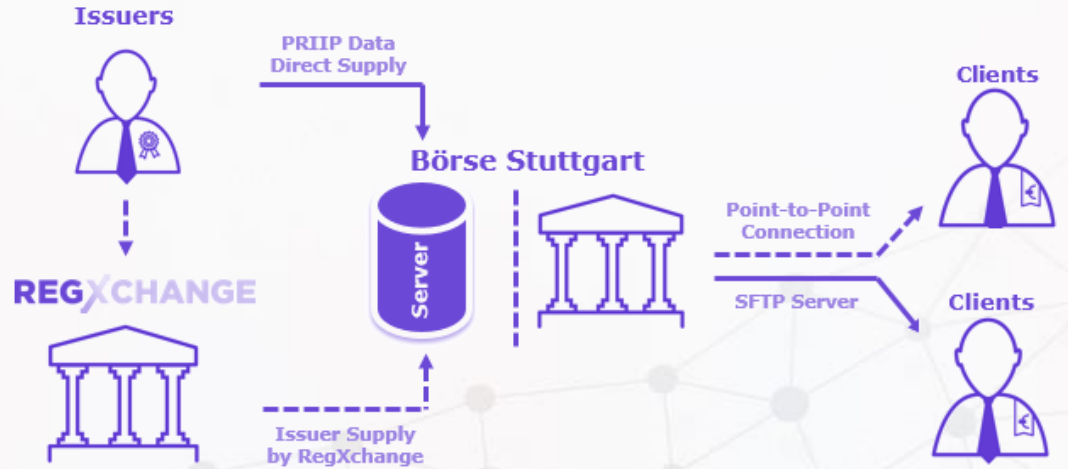 Issuers
PRIIP Data
Direct Supply
Clients
Börse Stuttgart
Server
Point-to-Point
Connection
€
REGXCHANGE
SFTP Server
Clients
Issuer Supply
by RegXchange
€